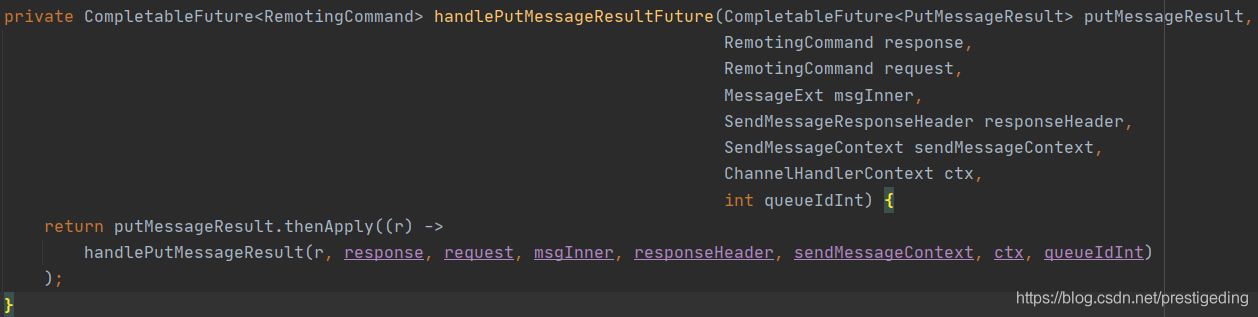 private CompletableFuture<RemotingCommand> handlePutMessageResultFuture(CompletableFuture<PutMessageResult> putMessageResult,
RemotingCommand response,
RemotingCommand request,
MessageExt msgInner,
SendMessageResponseHeader responseHeader,
SendMessageContext sendMessageContext,
ChannelHandlerContext ctx,
int queueIdInt) {
return putMessageResult.thenApply((r) ->
handlePutMessageResult(r, response, request, msgInner, responseHeader, sendMessageContext, ctx, queueIdInt)
);
}
https://blog.csdn.net/prestigeding